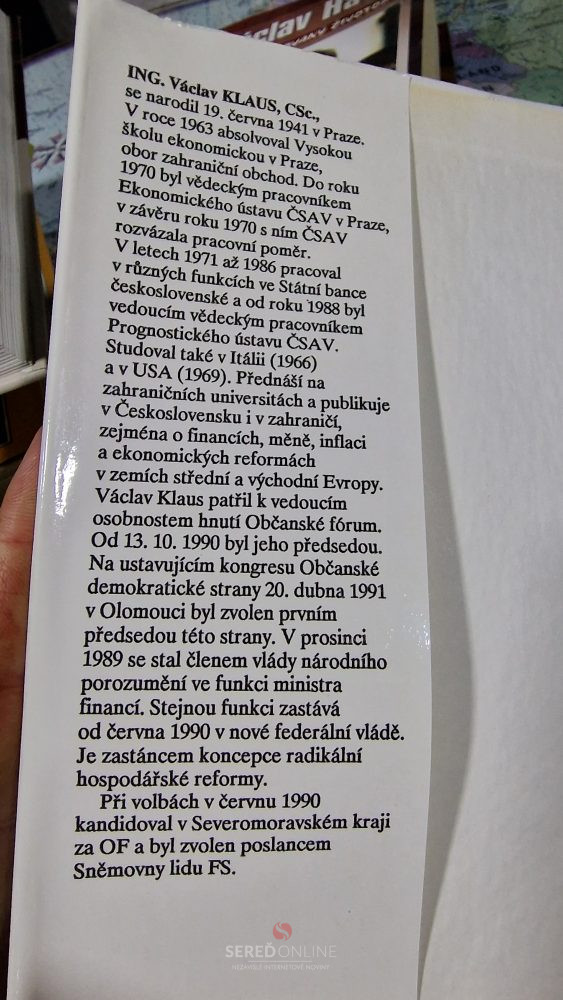 ING. Václav KLAUS, CSc.,
se narodil 19. června 1941 v Praze.
V roce 1963 absolvoval Vysokou
školu ekonomickou v Praze,
obor zahraniční obchod. Do roku
1970 byl vědeckým pracovníkem
Ekonomického ústavu ČSAV v Praze,
v závěru roku 1970 s ním ČSAV
rozvázala pracovní poměr.
V letech 1971 až 1986 pracoval
v různých funkcích ve Státní bance
československé a od roku 1988 byl
vedoucím vědeckým pracovníkem
Prognostického ústavu ČSAV.
Studoval také v Itálii (1966)
a v USA (1969). Přednáší na
zahraničních universitách a publikuje
v Československu i v zahraničí,
zejména o financích, měně, inflaci
a ekonomických reformách
v zemích střední a východní Evropy.
Václav Klaus patřil k vedoucím
osobnostem hnutí Občanské fórum.
Od 13. 10. 1990 byl jeho předsedou.
Na ustavujícím kongresu Občanské
demokratické strany 20. dubna 1991
v Olomouci byl zvolen prvním
předsedou této strany. V prosinci
1989 se stal členem vlády národního
porozumění ve funkci ministra
financí. Stejnou funkci zastává
od června 1990 v nové federální vládě.
Je zastáncem koncepce radikální
hospodářské reformy.
Při volbách v červnu 1990
kandidoval v Severomoravském kraji
za OF a byl zvolen poslancem
Sněmovny lidu FS.
SEREĎONLINE
NEZÁVISLÉ INTERNETOVÉ NOVINY